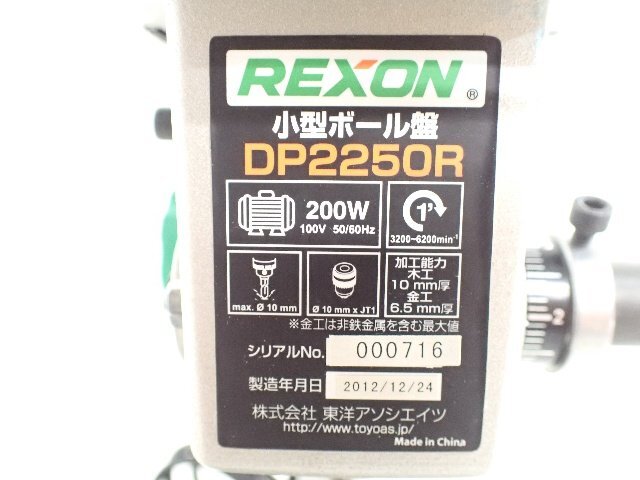 REXON®
小型ボール盤
DP2250R
200W
100V 50/60Hz
1'
3200~6200min⁻¹
max. Ø 10 mm
Ø 10 mm x JT1
加工能力
木工
10 mm厚
金工
6.5 mm厚
※金工は非鉄金属を含む最大値
シリアルNo. 000716
製造年月日 2012/12/24
株式会社 東洋アソシエイツ
http://www.toyoas.jp/
Made in China
2